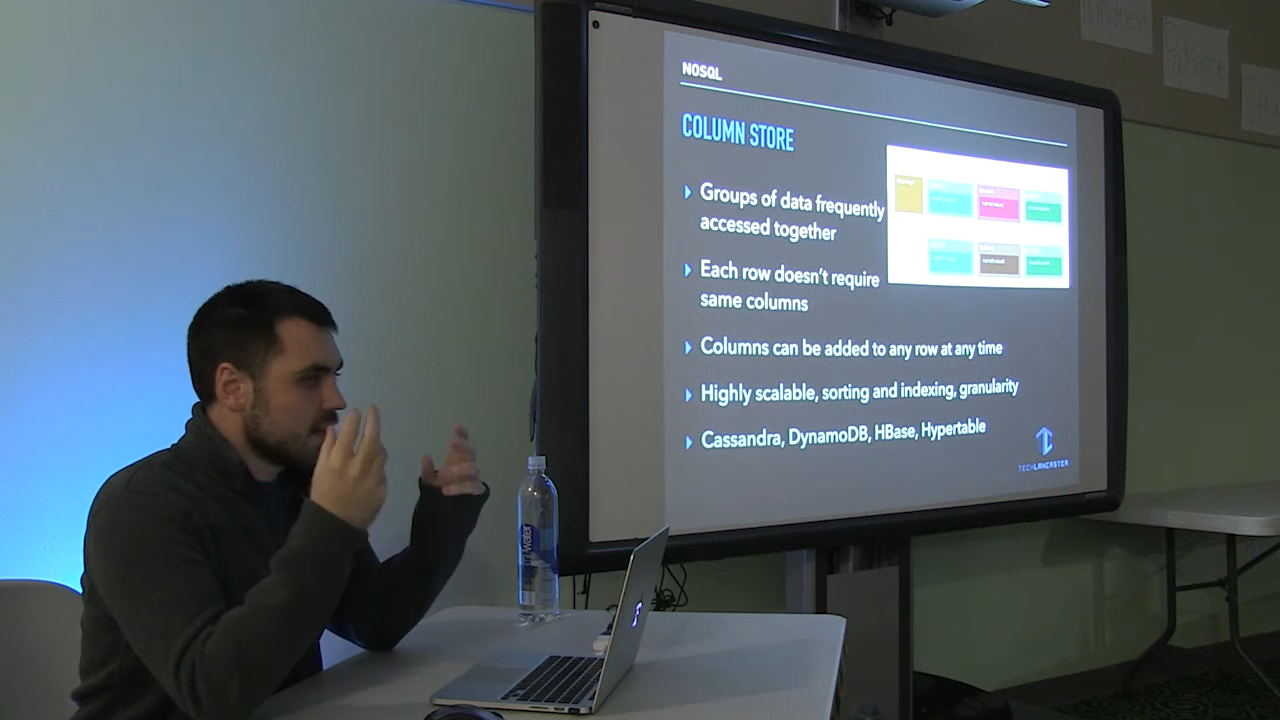 NOSQL
COLUMN STORE
Groups of data frequently
accessed together
Each row doesn't require
same columns
Columns can be added to any row at any time
Highly scalable, sorting and indexing, granularity
Cassandra, DynamoDB, HBase, Hypertable
TECHLANCASTER
Patience